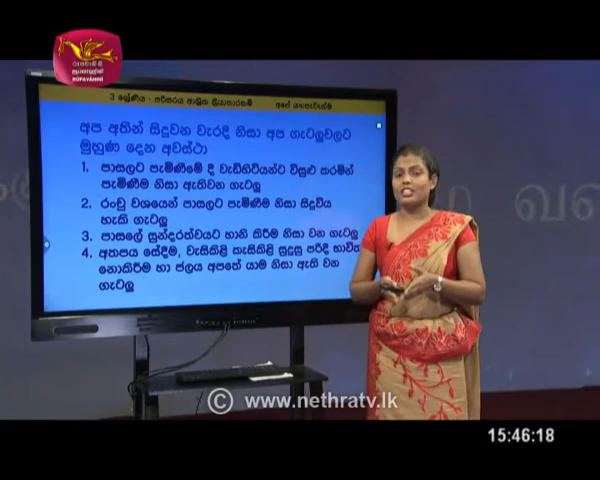 රූපවාහිනී
RUPAVAHINI
3 ශ්‍රේණිය - පරිසරය ආශ්‍රිත ක්‍රියාකාරකම් අපේ යහපැවැත්ම
අප අතින් සිදුවන වැරදි නිසා අප ගැටලුවලට
මුහුණ දෙන අවස්ථා
1. පාසලට පැමිණීමේ දී වැඩිහිටියන්ට විසුළු කරමින්
පැමිණීම නිසා ඇතිවන ගැටලු
2. රංචු වශයෙන් පාසලට පැමිණීම නිසා සිදුවිය
හැකි ගැටලු
3. පාසලේ සුන්දරත්වයට හානි කිරීම නිසා වන ගැටලු
4. අතපය සේදීම, වැසිකිළි කැසිකිළි සුදුසු පරිදි භාවිත
නොකිරීම හා ජලය අපතේ යාම නිසා ඇති වන
ගැටලු
© www.nethratv.lk
15:46:18